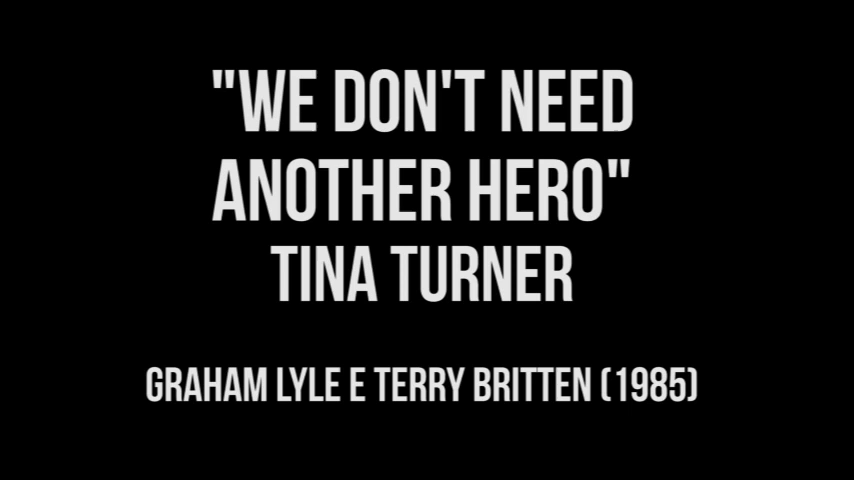 "WE DON'T NEED
ANOTHER HERO"
TINA TURNER
GRAHAM LYLE E TERRY BRITTEN (1985)